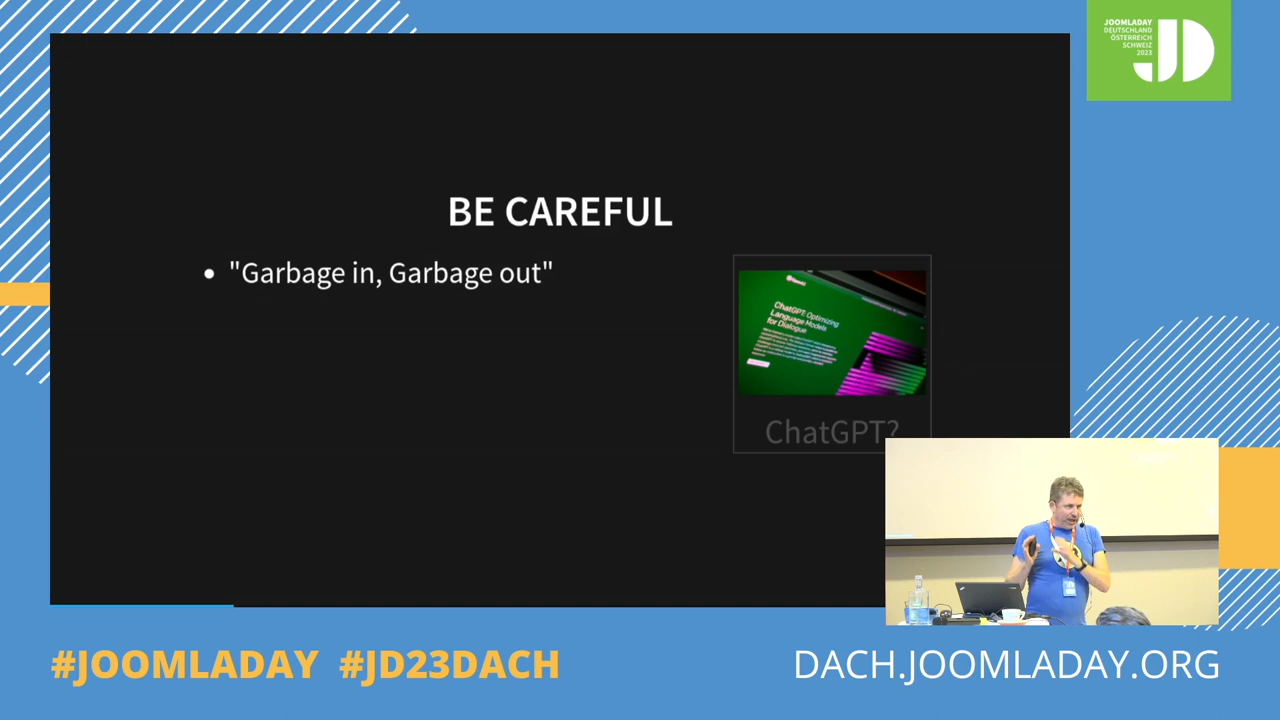 JOOMLADAY
DEUTSCHLAND
ÖSTERREICH
SCHWEIZ
2023
JD
BE CAREFUL
• "Garbage in, Garbage out"
ChatGPT: Optimizing
Language Models
for Dialogue
ChatGPT?
#JOOMLADAY #JD23DACH
DACH.JOOMLADAY.ORG